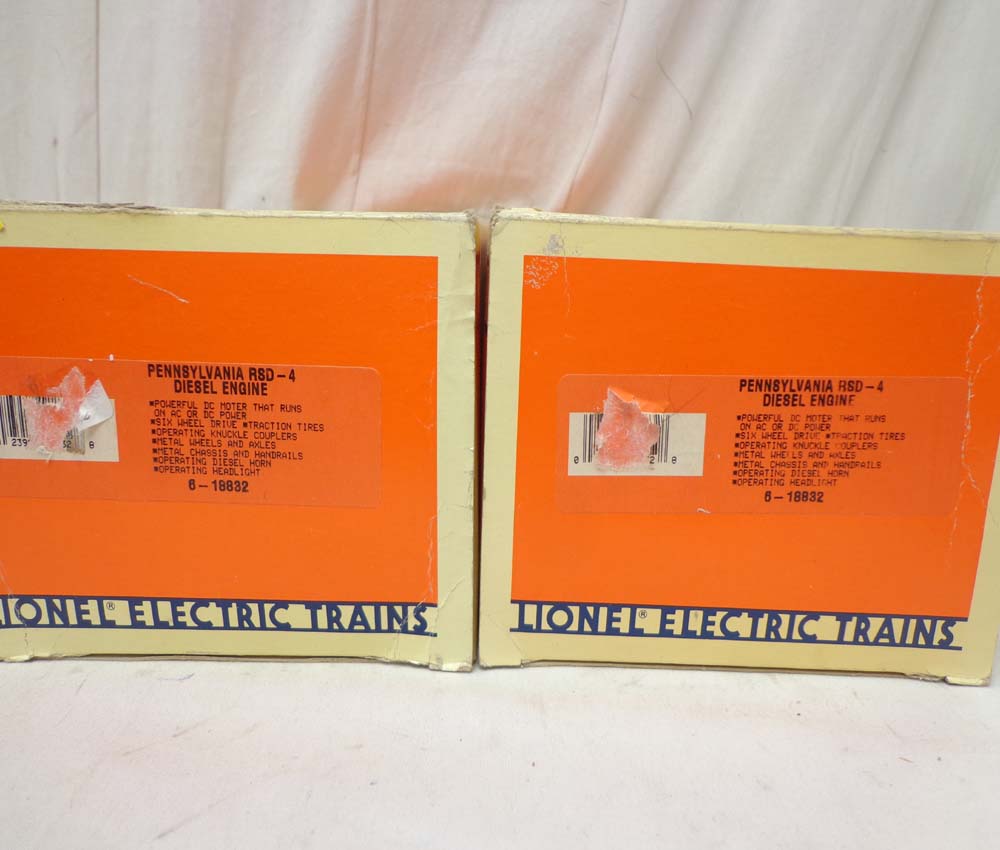 PENNSYLVANIA RSD-4
DIESEL ENGINE
■POWERFUL DC MOTER THAT RUNS
ON AC OR DC POWER
■SIX WHEEL DRIVE ■TRACTION TIRES
■OPERATING KNUCKLE COUPLERS
■METAL WHEELS AND AXLES
■METAL CHASSIS AND HANDRAILS
■OPERATING DIESEL HORN
■OPERATING HEADLIGHT
6-18832
8
LIONEL® ELECTRIC TRAINS
PENNSYLVANIA RSD-4
DIESEL ENGINE
■POWERFUL DC MOTER THAT RUNS
ON AC OR DC POWER
■SIX WHEEL DRIVE ■TRACTION TIRES
■OPERATING KNUCKLE COUPLERS
■METAL WHEELS AND AXLES
■METAL CHASSIS AND HANDRAILS
■OPERATING DIESEL HORN
■OPERATING HEADLIGHT
6-18832
0 2 8
LIONEL® ELECTRIC TRAINS